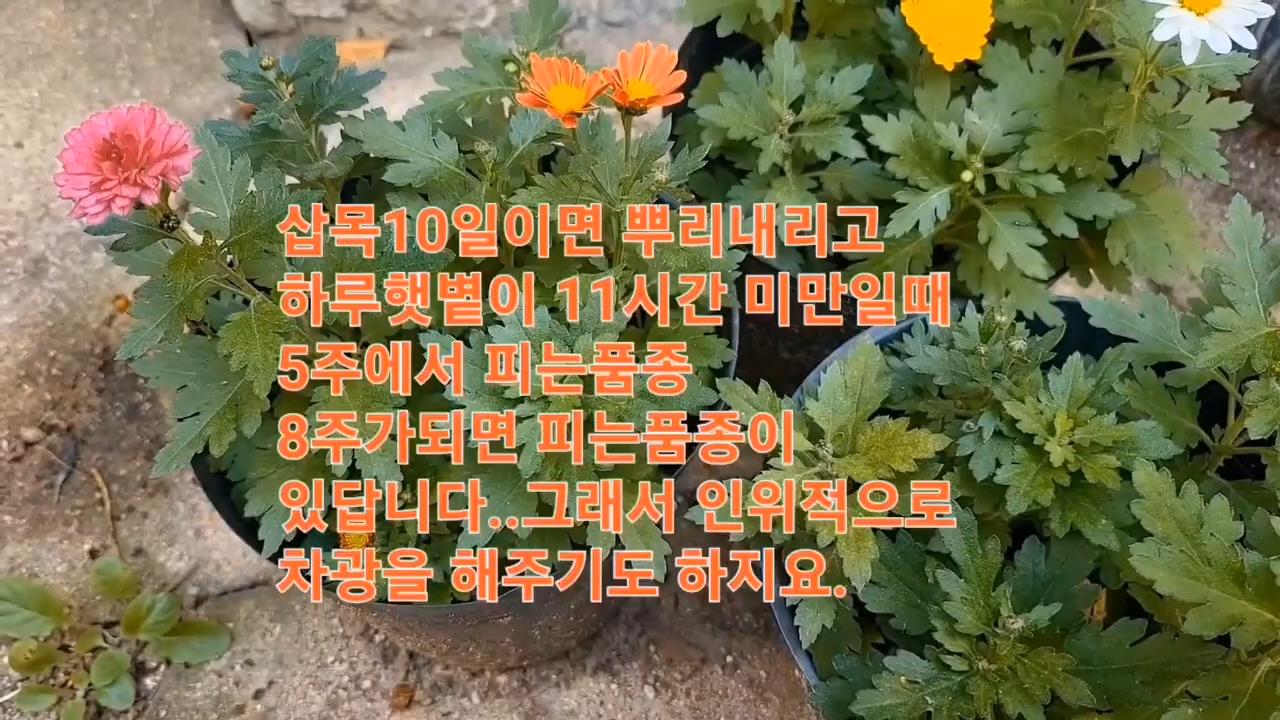 삽목10일이면 뿌리내리고
하루햇볕이 11시간 미만일때
5주에서 피는품종
8주가되면 피는품종이
있답니다..그래서 인위적으로
차광을 해주기도 하지요.